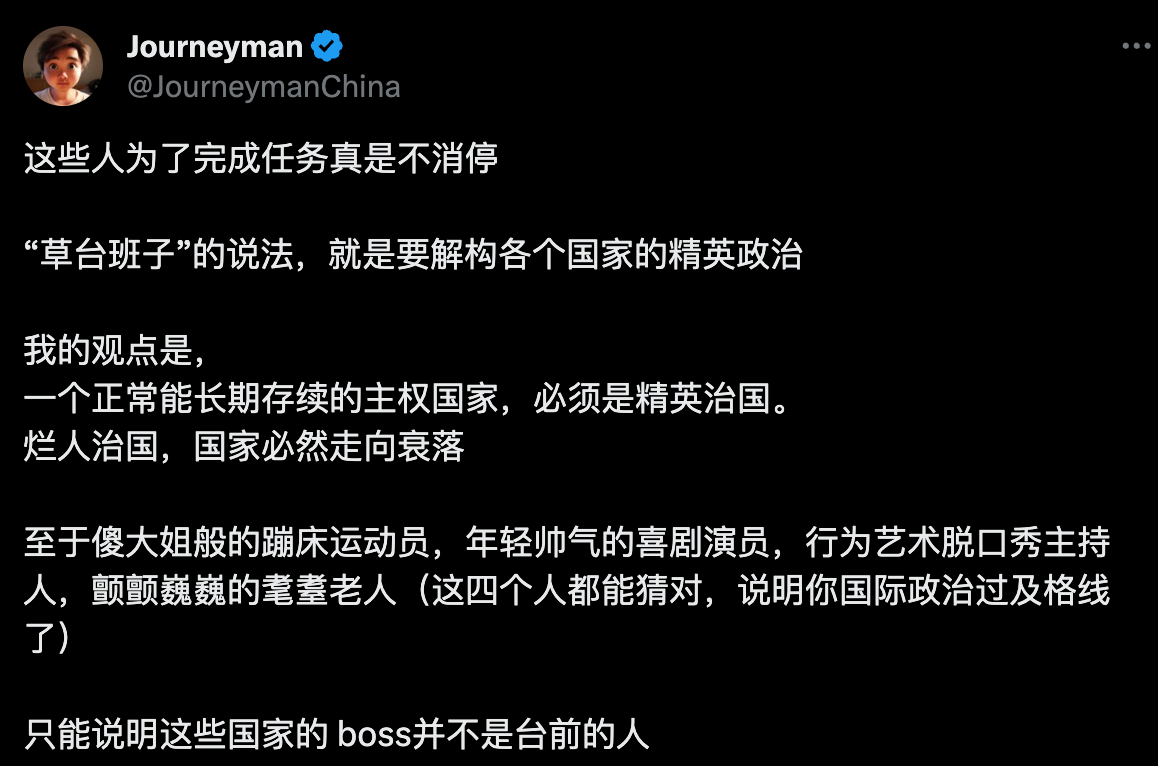 Journeyman
@JourneymanChina
这些人为了完成任务真是不消停
“草台班子”的说法，就是要解构各个国家的精英政治
我的观点是，
一个正常能长期存续的主权国家，必须是精英治国。
烂人治国，国家必然走向衰落
至于傻大姐般的蹦床运动员，年轻帅气的喜剧演员，行为艺术脱口秀主持
人，颤颤巍巍的耄耋老人（这四个人都能猜对，说明你国际政治过及格线
了）
只能说明这些国家的 boss并不是台前的人